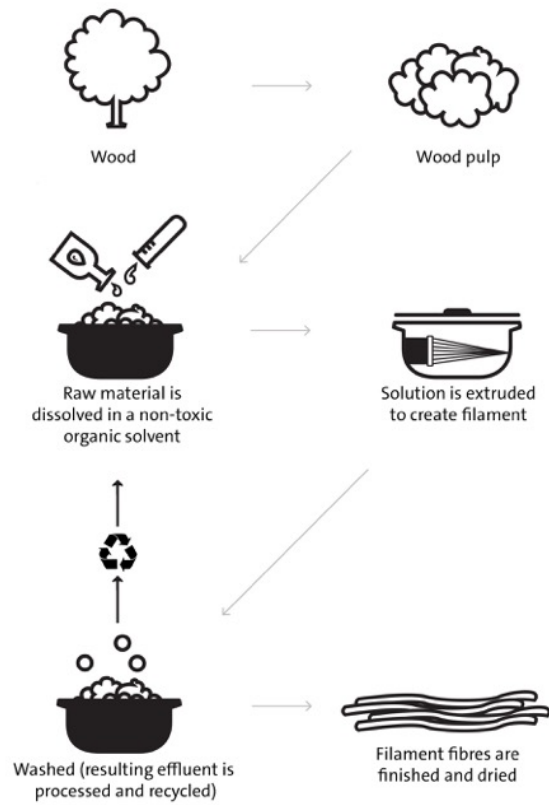 Wood
Wood pulp
Raw material is
dissolved in a non-toxic
organic solvent
Solution is extruded
to create filament
Washed (resulting effluent is
processed and recycled)
Filament fibres are
finished and dried